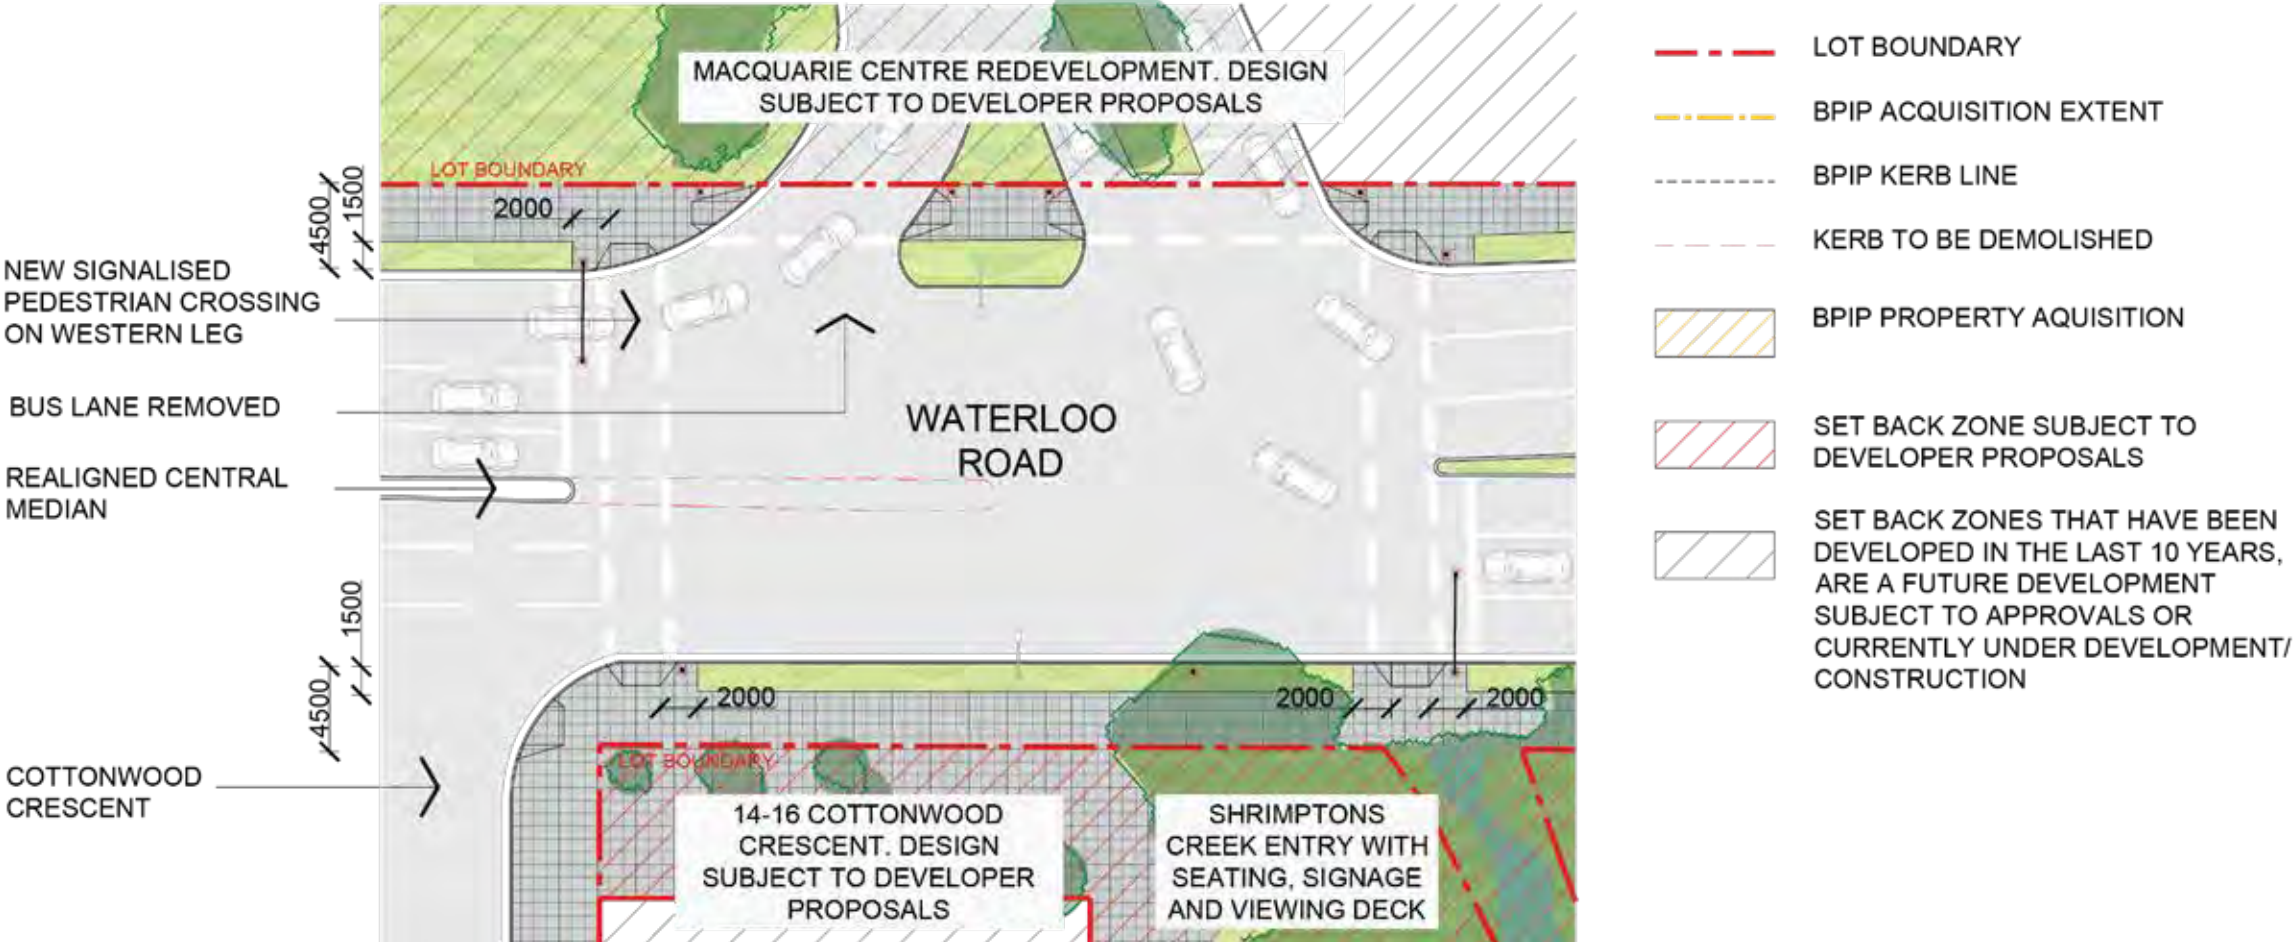 MACQUARIE CENTRE REDEVELOPMENT. DESIGN
SUBJECT TO DEVELOPER PROPOSALS
LOT BOUNDARY
4500
1500
2000
NEW SIGNALISED
PEDESTRIAN CROSSING
ON WESTERN LEG
BUS LANE REMOVED
REALIGNED CENTRAL
MEDIAN
WATERLOO
ROAD
1500
4500
2000
2000
2000
COTTONWOOD
CRESCENT
LOT BOUNDARY
14-16 COTTONWOOD
CRESCENT. DESIGN
SUBJECT TO DEVELOPER
PROPOSALS
SHRIMPTONS
CREEK ENTRY WITH
SEATING, SIGNAGE
AND VIEWING DECK
LOT BOUNDARY
BPIP ACQUISITION EXTENT
BPIP KERB LINE
KERB TO BE DEMOLISHED
BPIP PROPERTY AQUISITION
SET BACK ZONE SUBJECT TO
DEVELOPER PROPOSALS
SET BACK ZONES THAT HAVE BEEN
DEVELOPED IN THE LAST 10 YEARS,
ARE A FUTURE DEVELOPMENT
SUBJECT TO APPROVALS OR
CURRENTLY UNDER DEVELOPMENT/
CONSTRUCTION